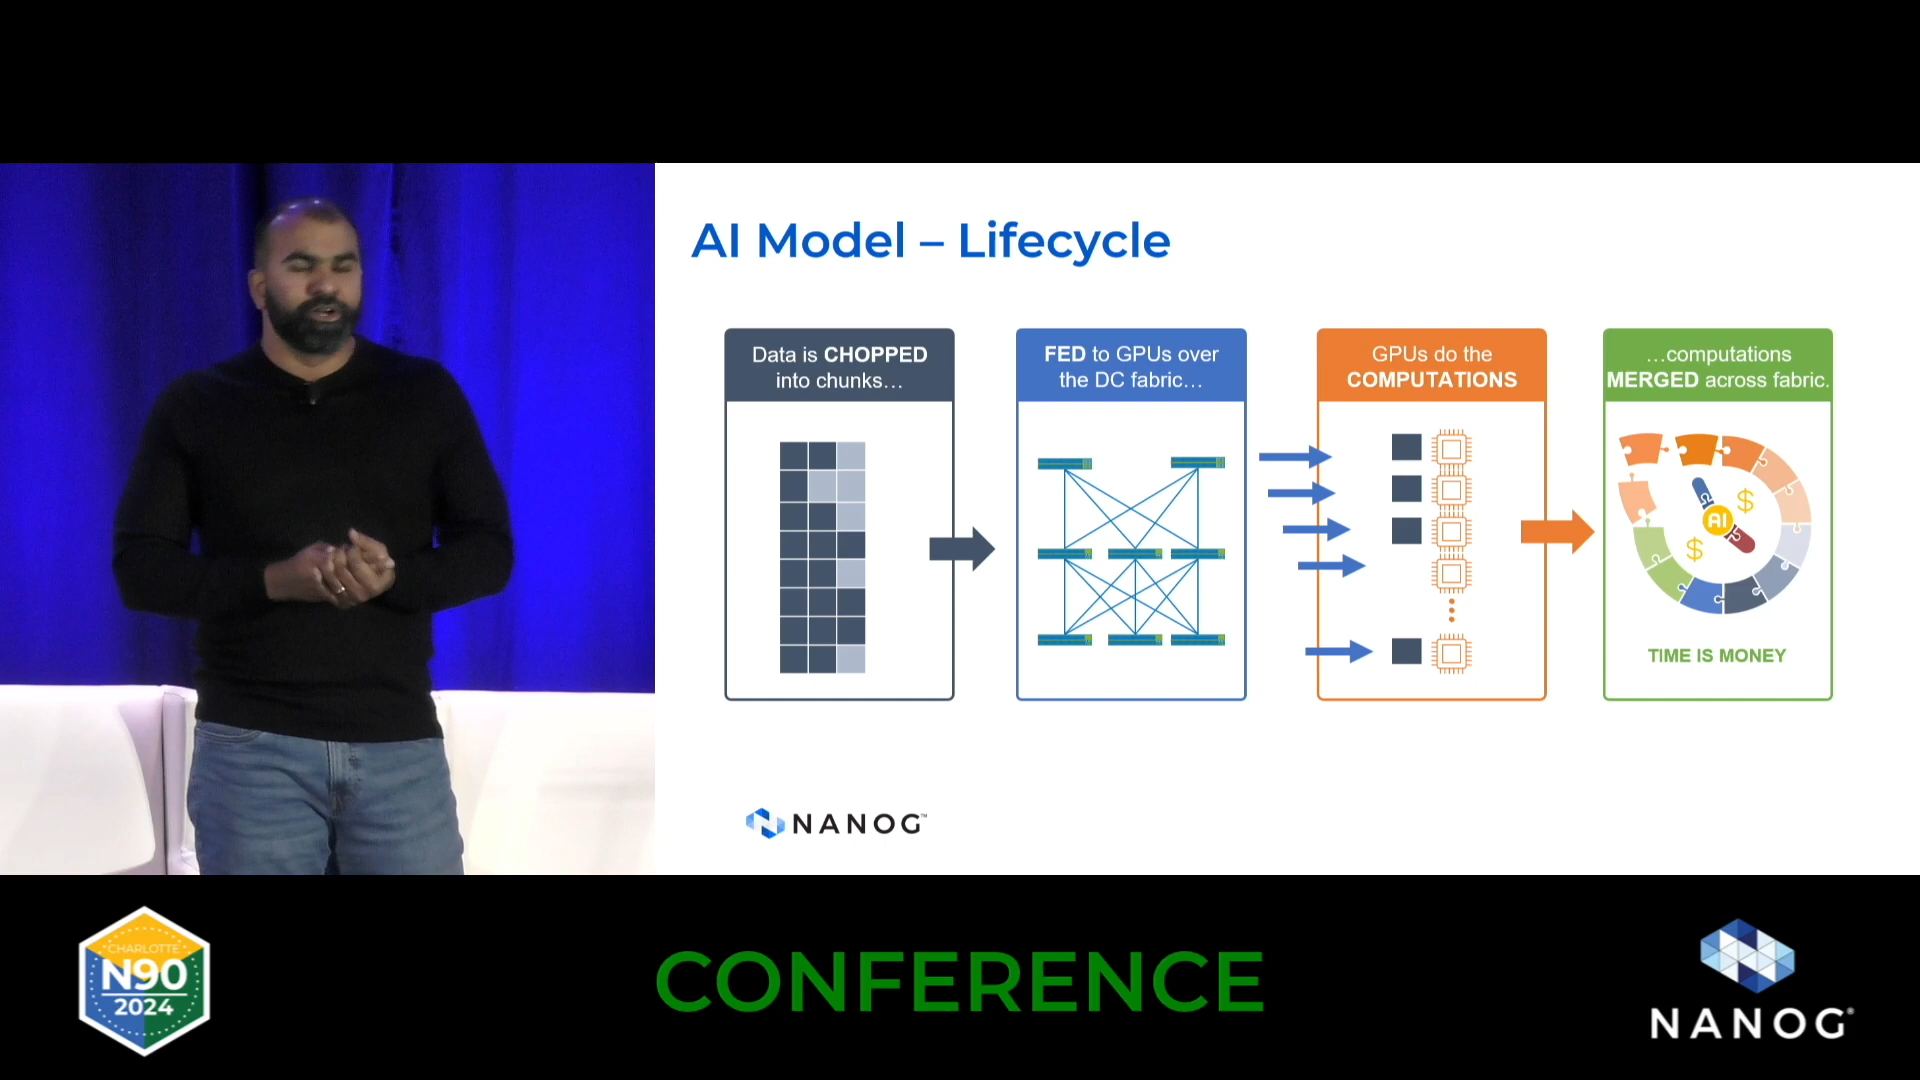 AI Model – Lifecycle
Data is CHOPPED
into chunks…
FED to GPUs over
the DC fabric…
GPUs do the
COMPUTATIONS
…computations
MERGED across fabric.
$
AI
$
TIME IS MONEY
NANOG™
CHARLOTTE
N90
2024
CONFERENCE
NANOG®